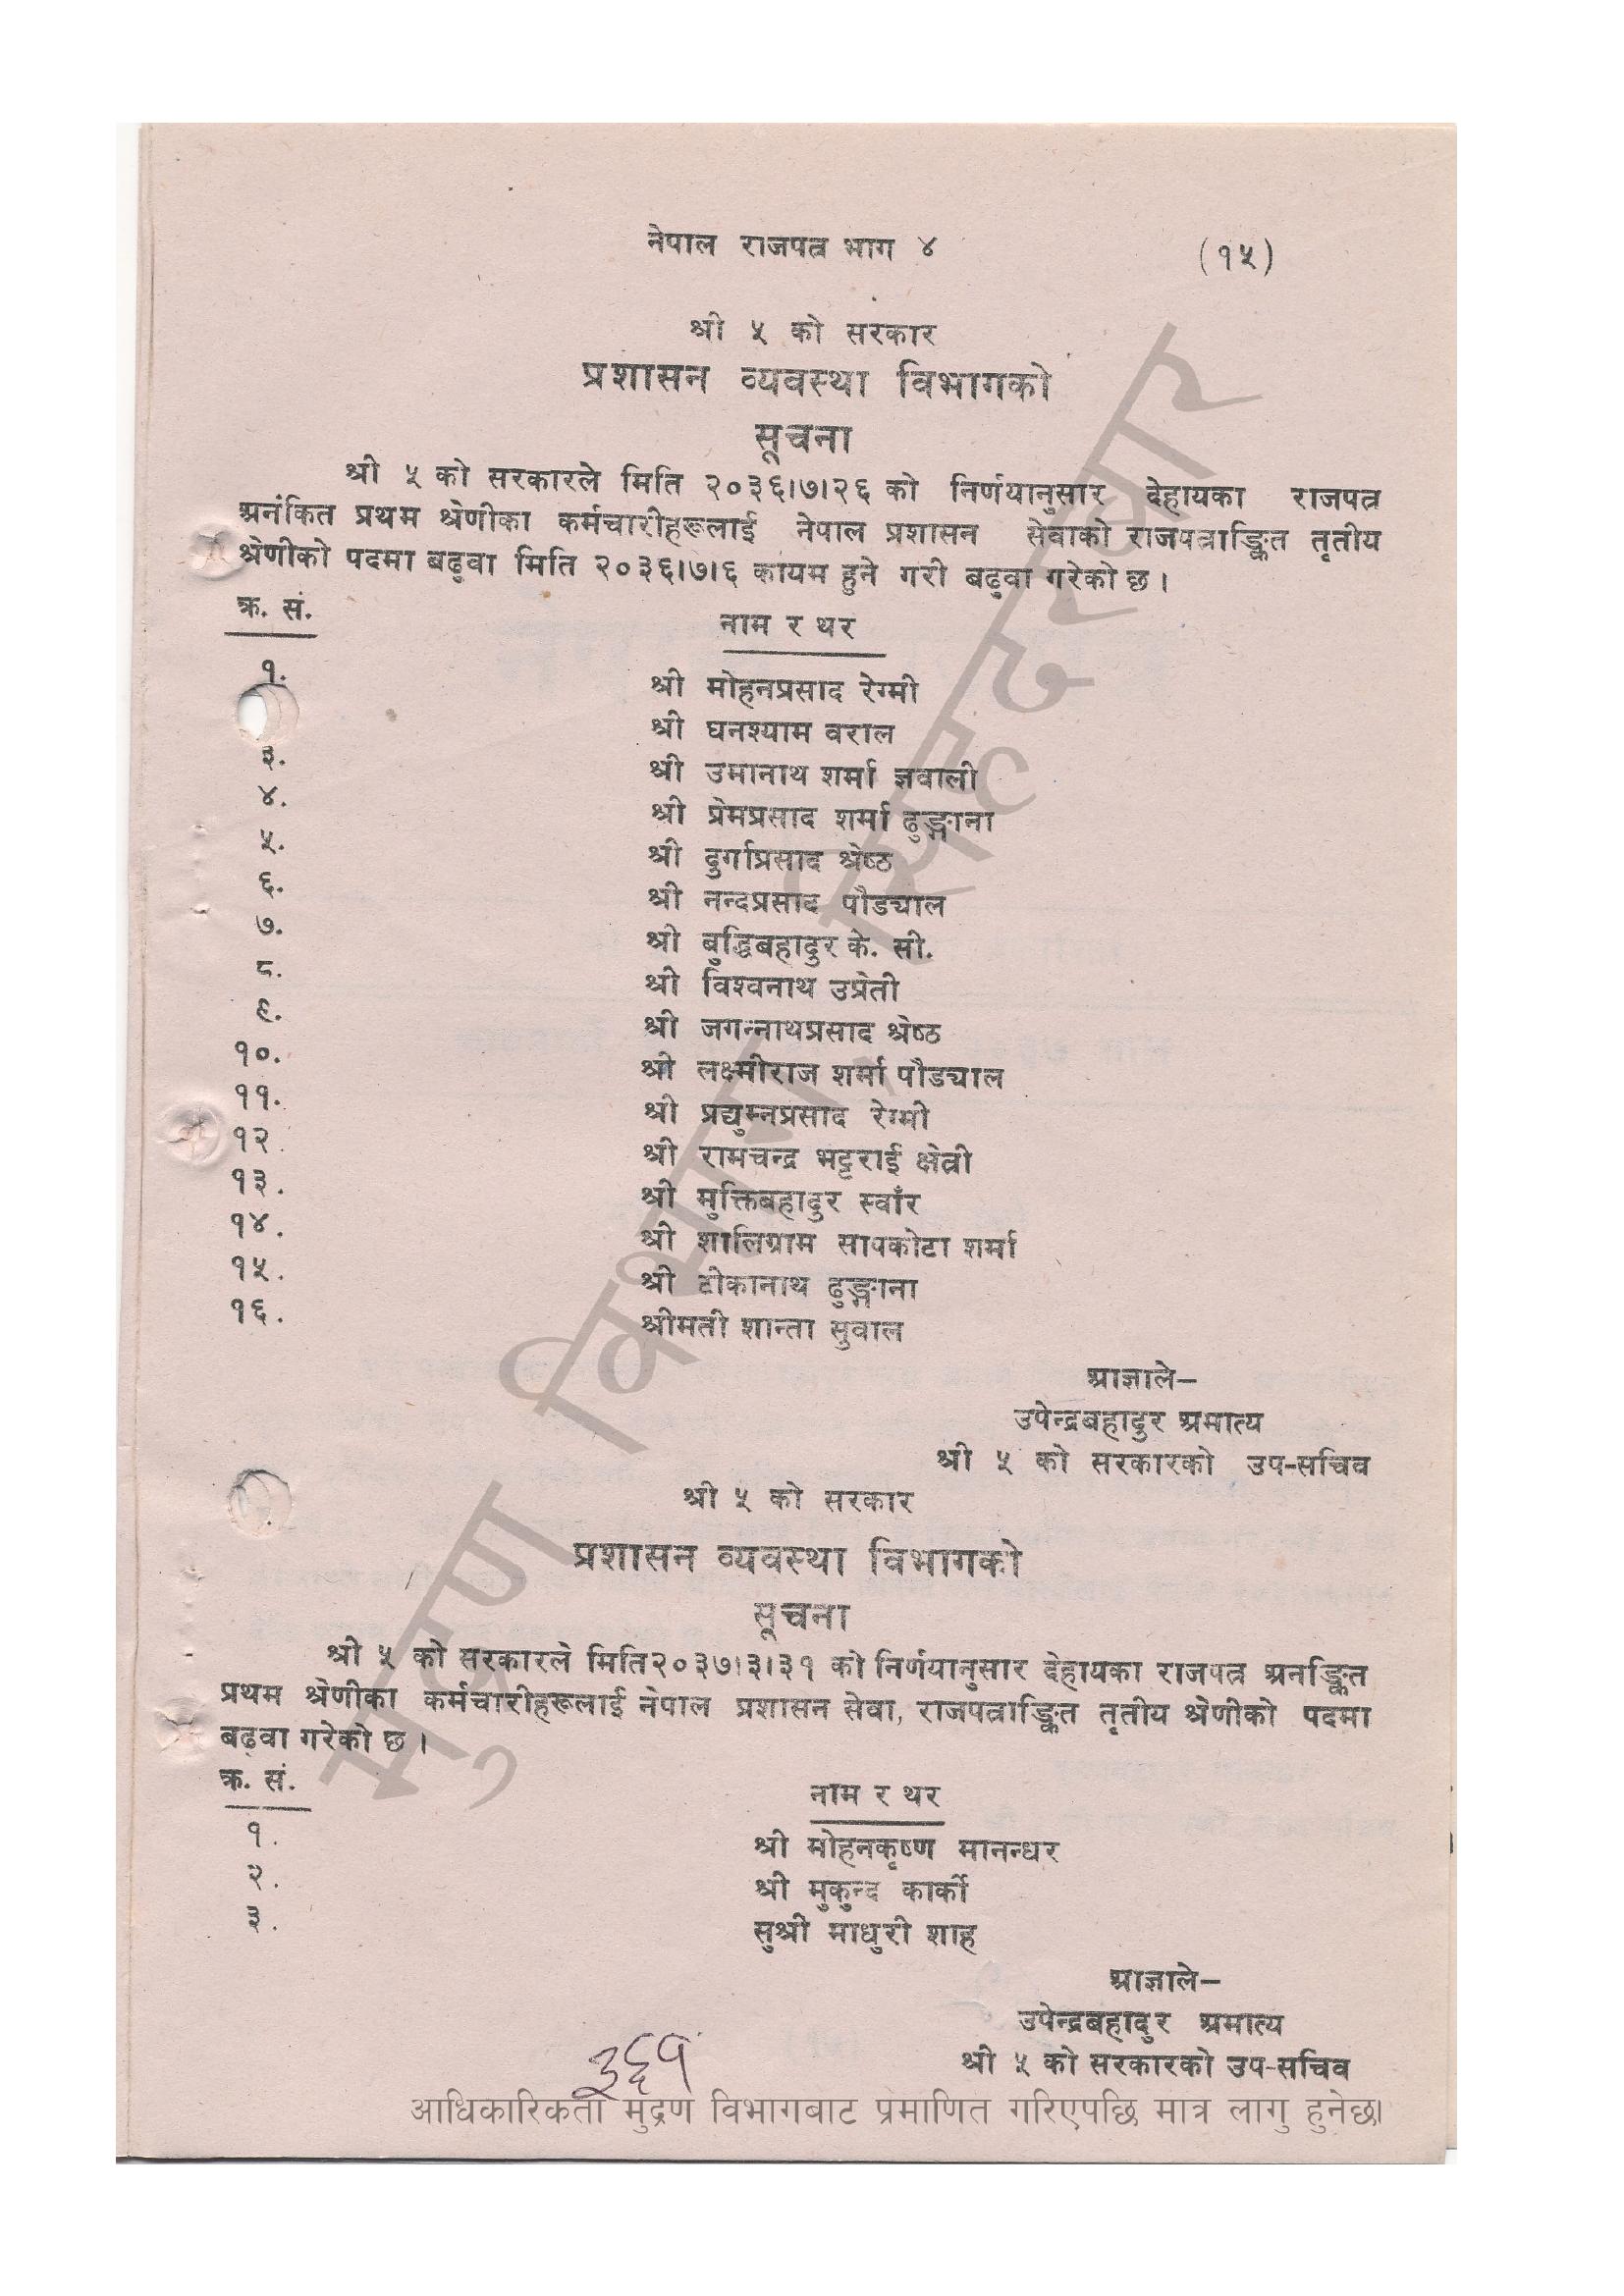 नेपाल राजपत्र भाग ४ (१५)
श्री ५ को सरकार
प्रशासन व्यवस्था विभागको
सूचना
श्री ५ को सरकारले मिति २०३६।७।२६ को निर्णयानुसार देहायका राजपत्र
अनंकित प्रथम श्रेणीका कर्मचारीहरूलाई नेपाल प्रशासन सेवाको राजपत्राङ्कित तृतीय
श्रेणीको पदमा बढुवा मिति २०३६।७।६ कायम हुने गरी बढुवा गरेको छ ।
क्र. सं. नाम र थर
१. श्री मोहनप्रसाद रेग्मी
श्री घनश्याम वराल
३. श्री उमानाथ शर्मा ज्ञवाली
४. श्री प्रेमप्रसाद शर्मा ढुङ्गाना
५. श्री दुर्गाप्रसाद श्रेष्ठ
६. श्री नन्दप्रसाद पौड्याल
७. श्री बुद्धिबहादुर के. सी.
८. श्री विश्वनाथ उप्रेती
९. श्री जगन्नाथप्रसाद श्रेष्ठ
१०. श्री लक्ष्मीराज शर्मा पौड्याल
११. श्री प्रद्युम्नप्रसाद रेग्मी
१२. श्री रामचन्द्र भट्टराई क्षेत्री
१३. श्री मुक्तिबहादुर स्वाँर
१४. श्री शालिग्राम सापकोटा शर्मा
१५. श्री टीकानाथ ढुङ्गाना
१६. श्रीमती शान्ता सुवाल
आज्ञाले–
उपेन्द्रबहादुर अमात्य
श्री ५ को सरकारको उप-सचिव
श्री ५ को सरकार
प्रशासन व्यवस्था विभागको
सूचना
श्री ५ को सरकारले मिति २०३७।३।३१ को निर्णयानुसार देहायका राजपत्र अनङ्कित
प्रथम श्रेणीका कर्मचारीहरूलाई नेपाल प्रशासन सेवा, राजपत्राङ्कित तृतीय श्रेणीको पदमा
बढुवा गरेको छ ।
क्र. सं. नाम र थर
१. श्री मोहनकृष्ण मानन्धर
२. श्री मुकुन्द कार्की
३. सुश्री माधुरी शाह
आज्ञाले–
उपेन्द्रबहादुर अमात्य
श्री ५ को सरकारको उप-सचिव
३६१
आधिकारिकता मुद्रण विभागबाट प्रमाणित गरिएपछि मात्र लागु हुनेछ।
मुद्रण विभाग, सिंहदरबार